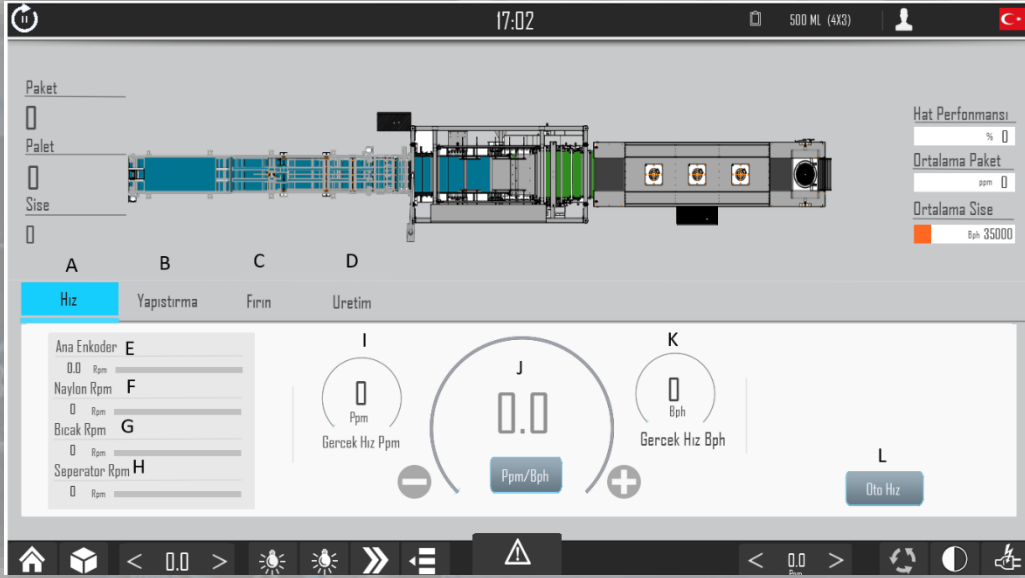 17:02
500 ML (4X3)
Paket
0
Palet
0
Sise
0
Hat Perfonmansı
% 0
Ortalama Paket
ppm 0
Ortalama Sise
Bph 35000
A B C D
Hız Yapıstırma Fırın Uretim
Ana Enkoder E
0.0 Rpm
Naylon Rpm F
0 Rpm
Bıcak Rpm G
0 Rpm
Seperator Rpm H
0 Rpm
I
0
Ppm
Gercek Hız Ppm
J
0.0
Ppm/Bph
K
0
Bph
Gercek Hız Bph
L
Oto Hız
< 0.0 >
< 0.0 >
Rpm